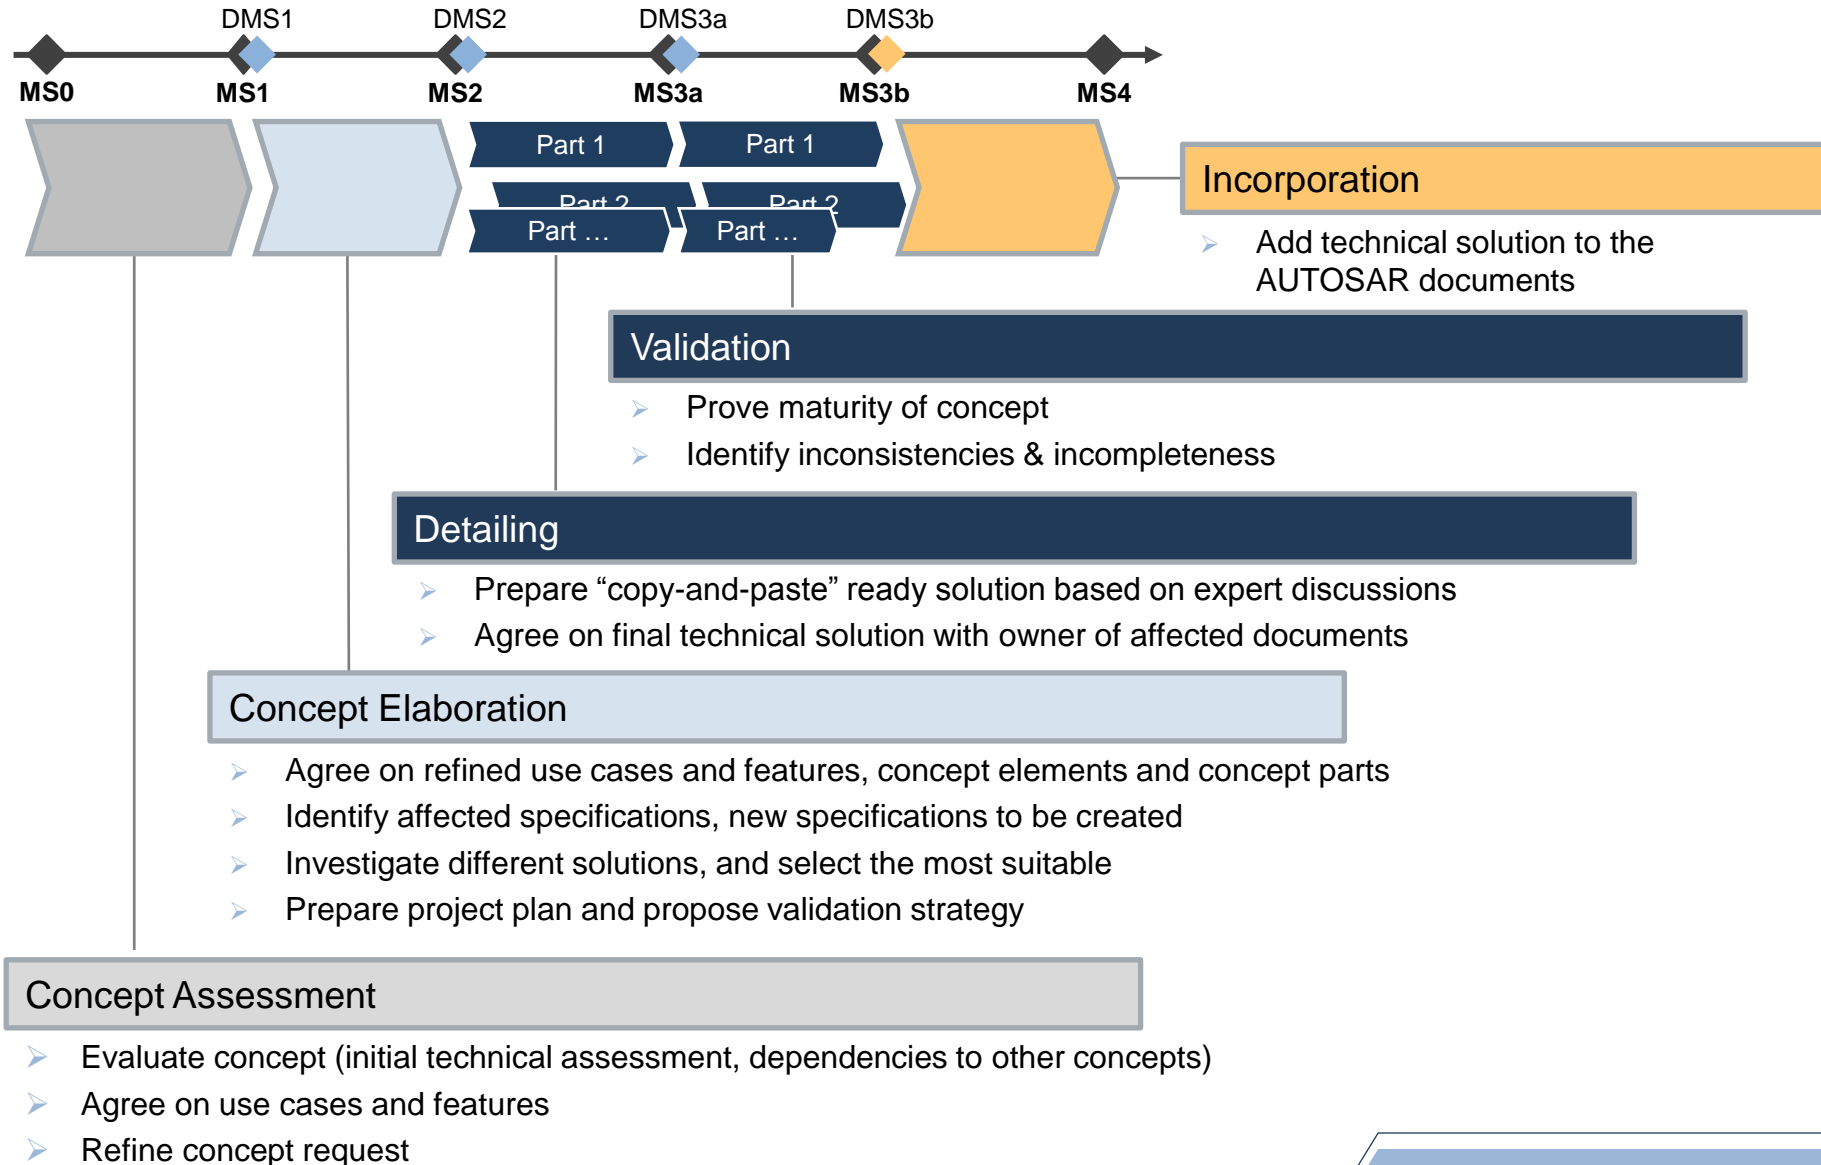 DMS1 DMS2 DMS3a DMS3b
MS0 MS1 MS2 MS3a MS3b MS4
Part 1 Part 1
Part 2 Part 2
Part … Part …
Incorporation
Add technical solution to the
AUTOSAR documents
Validation
Prove maturity of concept
Identify inconsistencies & incompleteness
Detailing
Prepare “copy-and-paste” ready solution based on expert discussions
Agree on final technical solution with owner of affected documents
Concept Elaboration
Agree on refined use cases and features, concept elements and concept parts
Identify affected specifications, new specifications to be created
Investigate different solutions, and select the most suitable
Prepare project plan and propose validation strategy
Concept Assessment
Evaluate concept (initial technical assessment, dependencies to other concepts)
Agree on use cases and features
Refine concept request